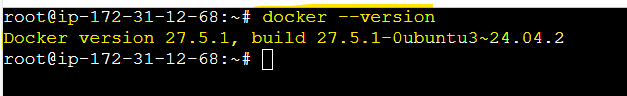 root@ip-172-31-12-68:~# docker --version
Docker version 27.5.1, build 27.5.1-0ubuntu3~24.04.2
root@ip-172-31-12-68:~#